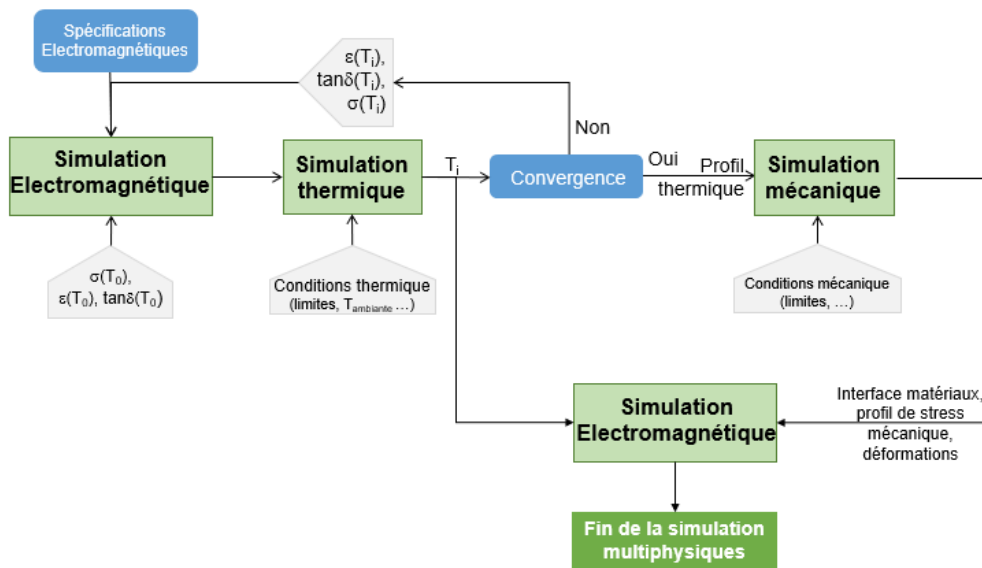 Spécifications
Electromagnétiques
ε(Tᵢ),
tanδ(Tᵢ),
σ(Tᵢ)
Non
Simulation
Electromagnétique
Simulation
thermique
Tᵢ
Convergence
Oui
Profil
thermique
Simulation
mécanique
σ(T₀),
ε(T₀), tanδ(T₀)
Conditions thermique
(limites, Tambiante ...)
Conditions mécanique
(limites, ...)
Simulation
Electromagnétique
Interface matériaux,
profil de stress
mécanique,
déformations
Fin de la simulation
multiphysiques